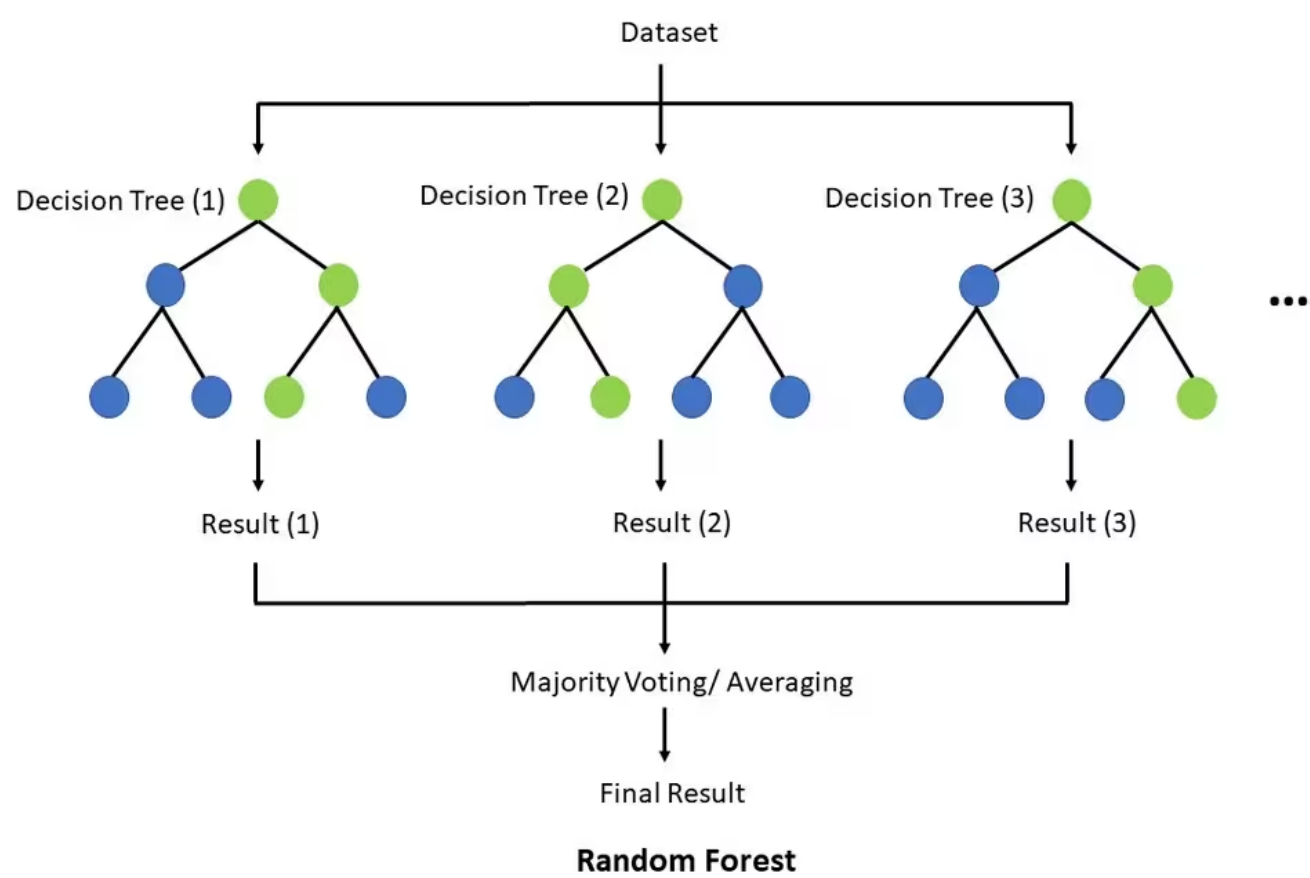 Dataset
Decision Tree (1)
Decision Tree (2)
Decision Tree (3)
...
Result (1)
Result (2)
Result (3)
Majority Voting/ Averaging
Final Result
Random Forest